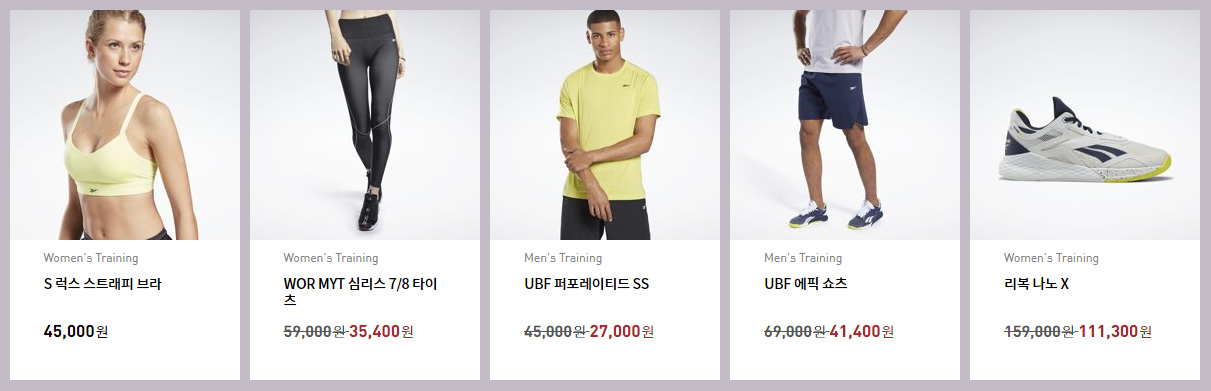 Women's Training
S 럭스 스트래피 브라
45,000원
Women's Training
WOR MYT 심리스 7/8 타이
츠
59,000원 35,400원
Men's Training
UBF 퍼포레이티드 SS
45,000원 27,000원
Men's Training
UBF 에픽 쇼츠
69,000원 41,400원
Women's Training
리복 나노 X
159,000원 111,300원